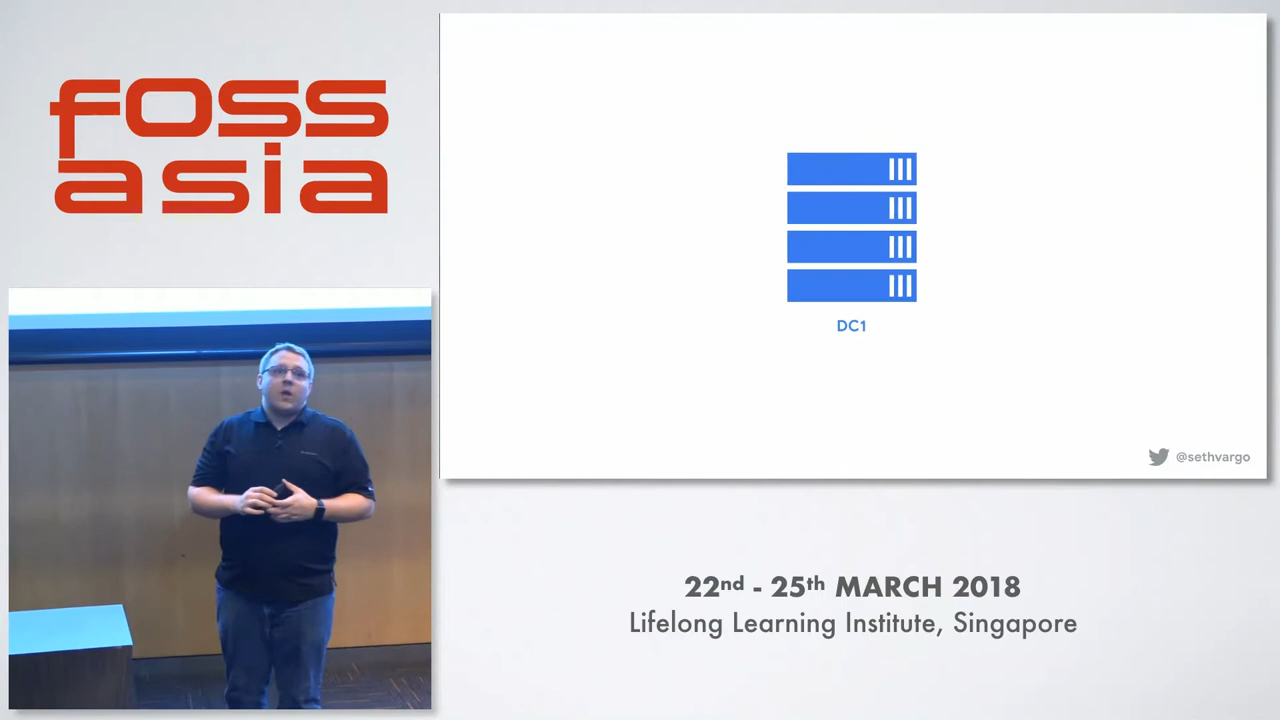 foss
asia
DC1
@sethvargo
22nd - 25th MARCH 2018
Lifelong Learning Institute, Singapore